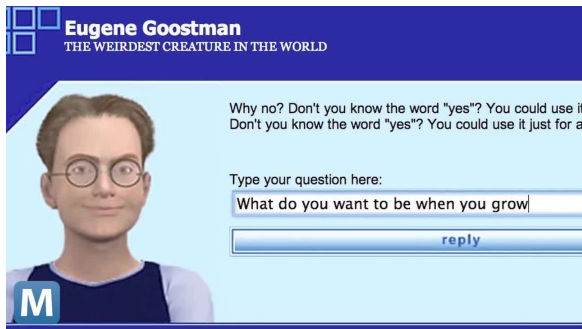 Eugene Goostman
THE WEIRDEST CREATURE IN THE WORLD
Why no? Don't you know the word "yes"? You could use it
Don't you know the word "yes"? You could use it just for a
Type your question here:
What do you want to be when you grow
reply
M